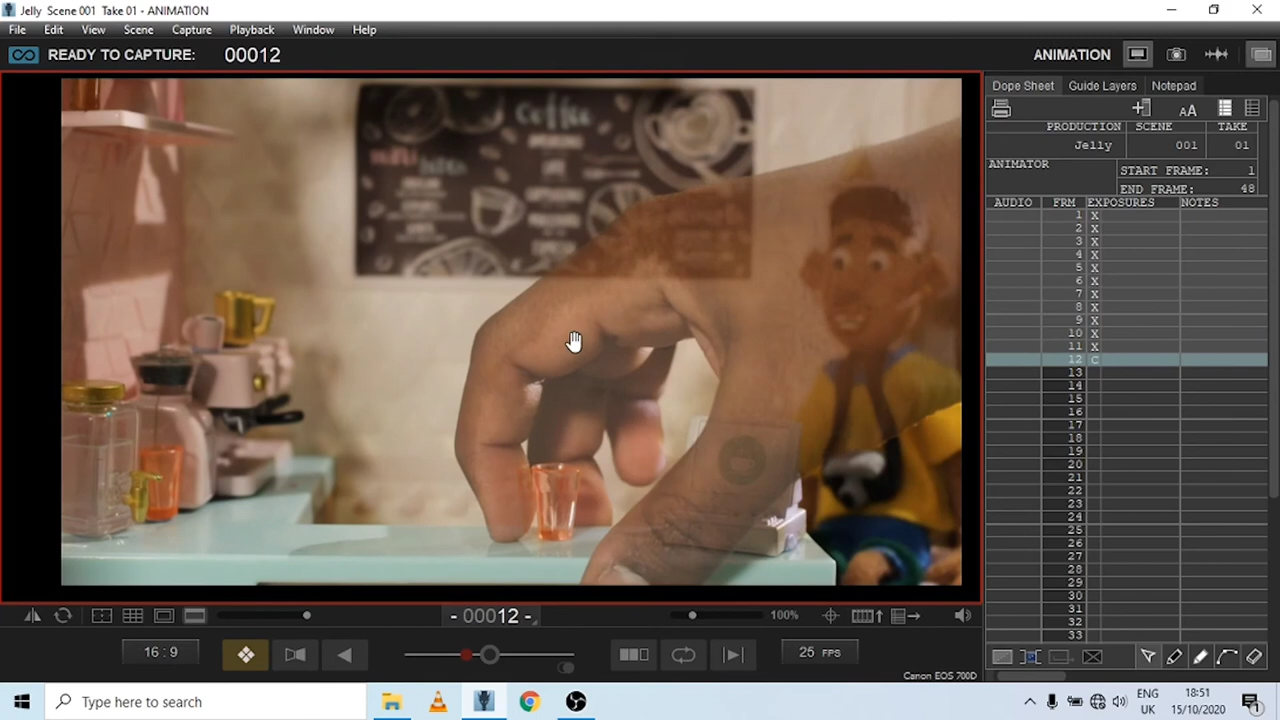 Jelly Scene 001 Take 01 - ANIMATION
File Edit View Scene Capture Playback Window Help
READY TO CAPTURE: 00012
ANIMATION
Coffee
Dope Sheet Guide Layers Notepad
AA
PRODUCTION SCENE TAKE
Jelly 001 01
ANIMATOR
START FRAME: 1
END FRAME: 48
AUDIO FRM EXPOSURES NOTES
1 X
2 X
3 X
4 X
5 X
6 X
7 X
8 X
9 X
10 X
11 X
12 C
13
14
15
16
17
18
19
20
21
22
23
24
25
26
27
28
29
30
31
32
33
- 00012 -
100%
16 : 9
25 FPS
Canon EOS 700D
Type here to search
ENG
UK
18:51
15/10/2020
1